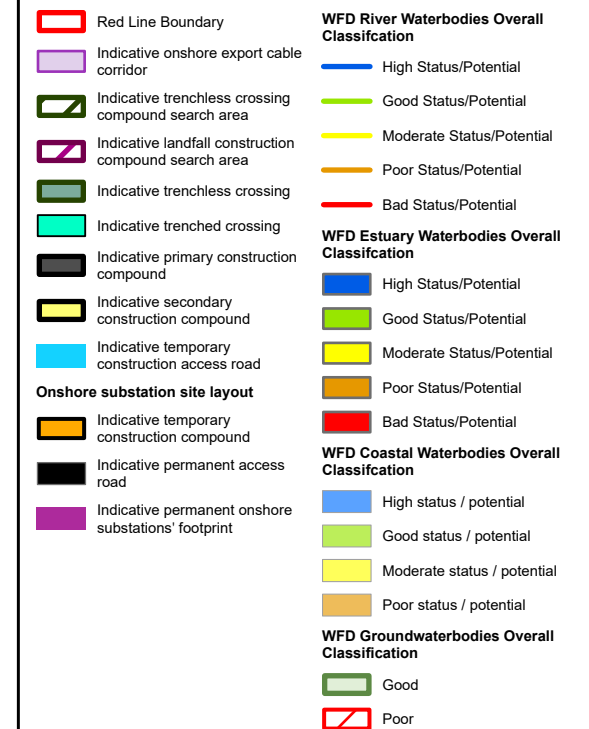 Red Line Boundary
Indicative onshore export cable
corridor
Indicative trenchless crossing
compound search area
Indicative landfall construction
compound search area
Indicative trenchless crossing
Indicative trenched crossing
Indicative primary construction
compound
Indicative secondary
construction compound
Indicative temporary
construction access road
Onshore substation site layout
Indicative temporary
construction compound
Indicative permanent access
road
Indicative permanent onshore
substations' footprint
WFD River Waterbodies Overall
Classifcation
High Status/Potential
Good Status/Potential
Moderate Status/Potential
Poor Status/Potential
Bad Status/Potential
WFD Estuary Waterbodies Overall
Classifcation
High Status/Potential
Good Status/Potential
Moderate Status/Potential
Poor Status/Potential
Bad Status/Potential
WFD Coastal Waterbodies Overall
Classifcation
High status / potential
Good status / potential
Moderate status / potential
Poor status / potential
WFD Groundwaterbodies Overall
Classification
Good
Poor